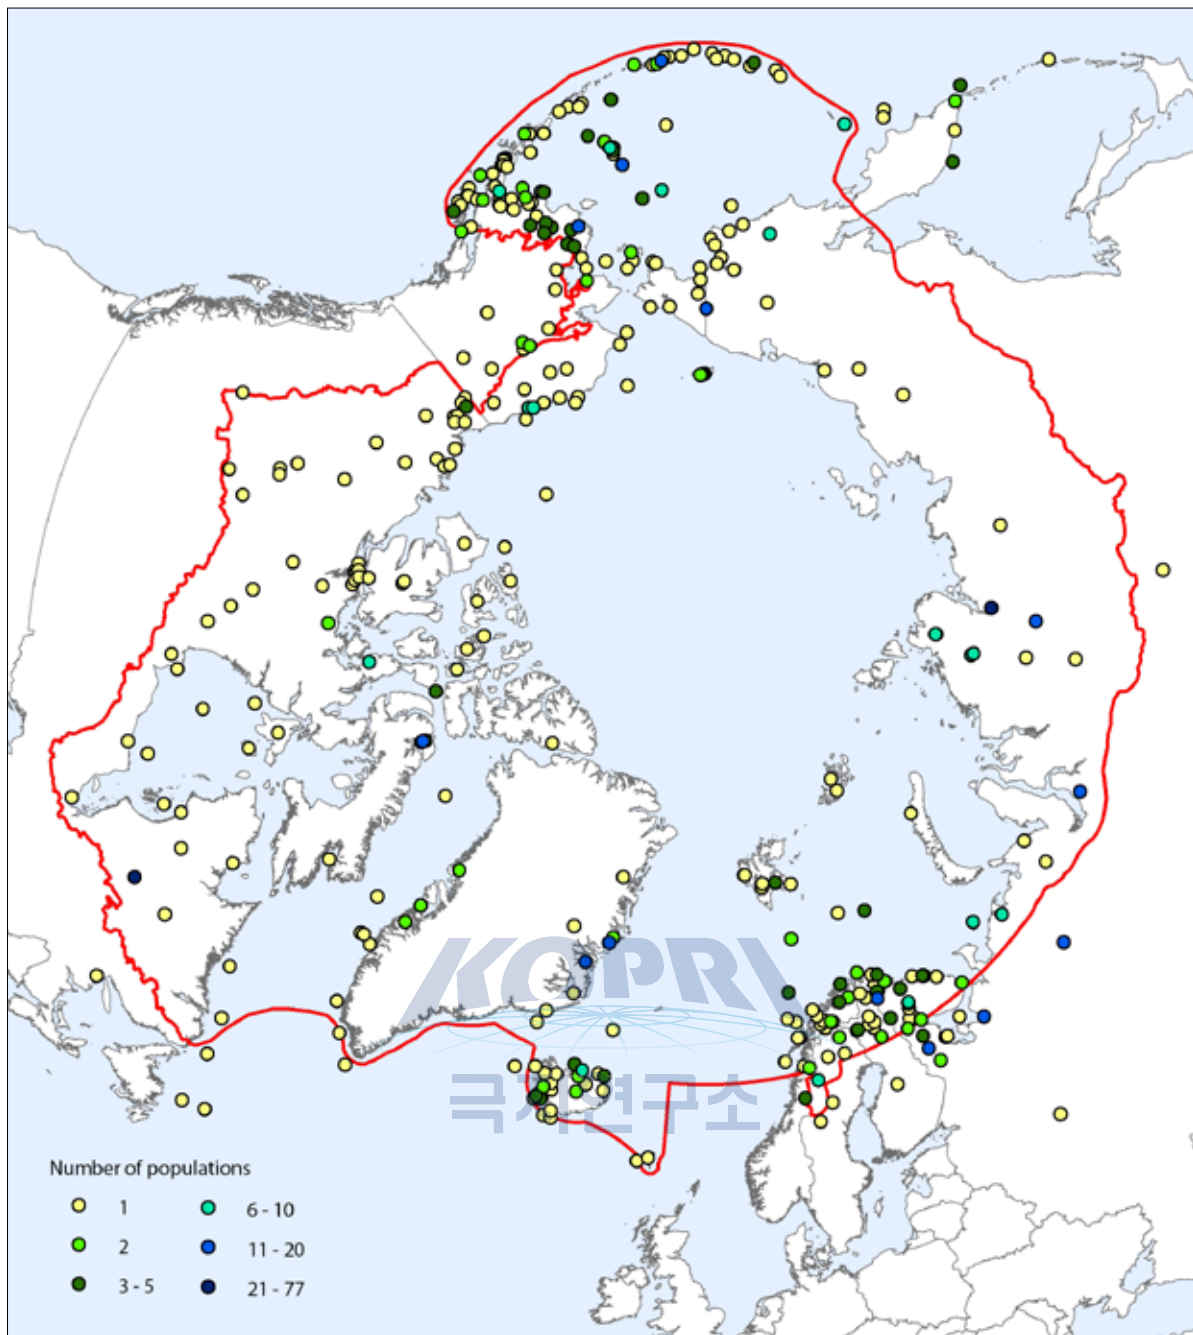 KOPRI
극지연구소
Number of populations
1
6 - 10
2
11 - 20
3 - 5
21 - 77